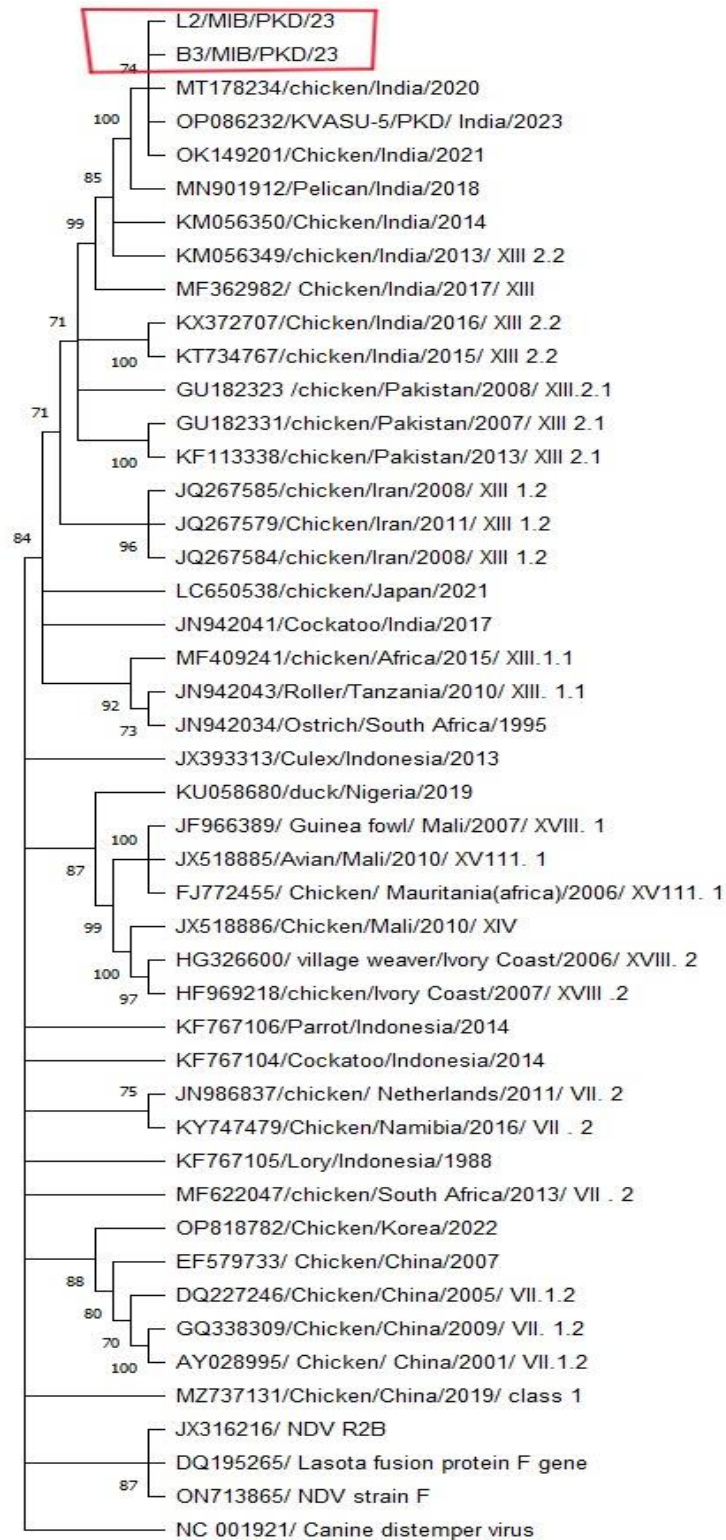 L2/MIB/PKD/23
B3/MIB/PKD/23
74
MT178234/chicken/India/2020
100
OP086232/KVASU-5/PKD/ India/2023
OK149201/Chicken/India/2021
85
MN901912/Pelican/India/2018
99
KM056350/Chicken/India/2014
KM056349/chicken/India/2013/ XIII 2.2
MF362982/ Chicken/India/2017/ XIII
71
KX372707/Chicken/India/2016/ XIII 2.2
100
KT734767/chicken/India/2015/ XIII 2.2
GU182323 /chicken/Pakistan/2008/ XIII.2.1
71
GU182331/chicken/Pakistan/2007/ XIII 2.1
100
KF113338/chicken/Pakistan/2013/ XIII 2.1
JQ267585/chicken/Iran/2008/ XIII 1.2
JQ267579/Chicken/Iran/2011/ XIII 1.2
84
96
JQ267584/chicken/Iran/2008/ XIII 1.2
LC650538/chicken/Japan/2021
JN942041/Cockatoo/India/2017
MF409241/chicken/Africa/2015/ XIII.1.1
92
JN942043/Roller/Tanzania/2010/ XIII. 1.1
73
JN942034/Ostrich/South Africa/1995
JX393313/Culex/Indonesia/2013
KU058680/duck/Nigeria/2019
100
JF966389/ Guinea fowl/ Mali/2007/ XVIII. 1
87
JX518885/Avian/Mali/2010/ XV111. 1
FJ772455/ Chicken/ Mauritania(africa)/2006/ XV111. 1
99
JX518886/Chicken/Mali/2010/ XIV
100
HG326600/ village weaver/Ivory Coast/2006/ XVIII. 2
97
HF969218/chicken/Ivory Coast/2007/ XVIII .2
KF767106/Parrot/Indonesia/2014
KF767104/Cockatoo/Indonesia/2014
75
JN986837/chicken/ Netherlands/2011/ VII. 2
KY747479/Chicken/Namibia/2016/ VII . 2
KF767105/Lory/Indonesia/1988
MF622047/chicken/South Africa/2013/ VII . 2
OP818782/Chicken/Korea/2022
88
EF579733/ Chicken/China/2007
80
DQ227246/Chicken/China/2005/ VII.1.2
70
GQ338309/Chicken/China/2009/ VII. 1.2
100
AY028995/ Chicken/ China/2001/ VII.1.2
MZ737131/Chicken/China/2019/ class 1
JX316216/ NDV R2B
DQ195265/ Lasota fusion protein F gene
87
ON713865/ NDV strain F
NC 001921/ Canine distemper virus